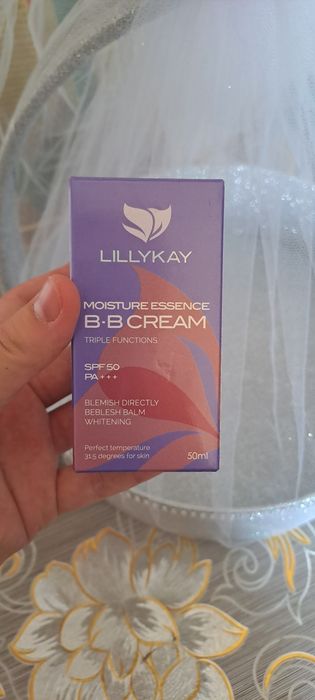 LILLYKAY
MOISTURE ESSENCE
B·B CREAM
TRIPLE FUNCTIONS
SPF 50
PA+++
BLEMISH DIRECTLY
BEBLESH BALM
WHITENING
Perfect temperature
31.5 degrees for skin
50ml